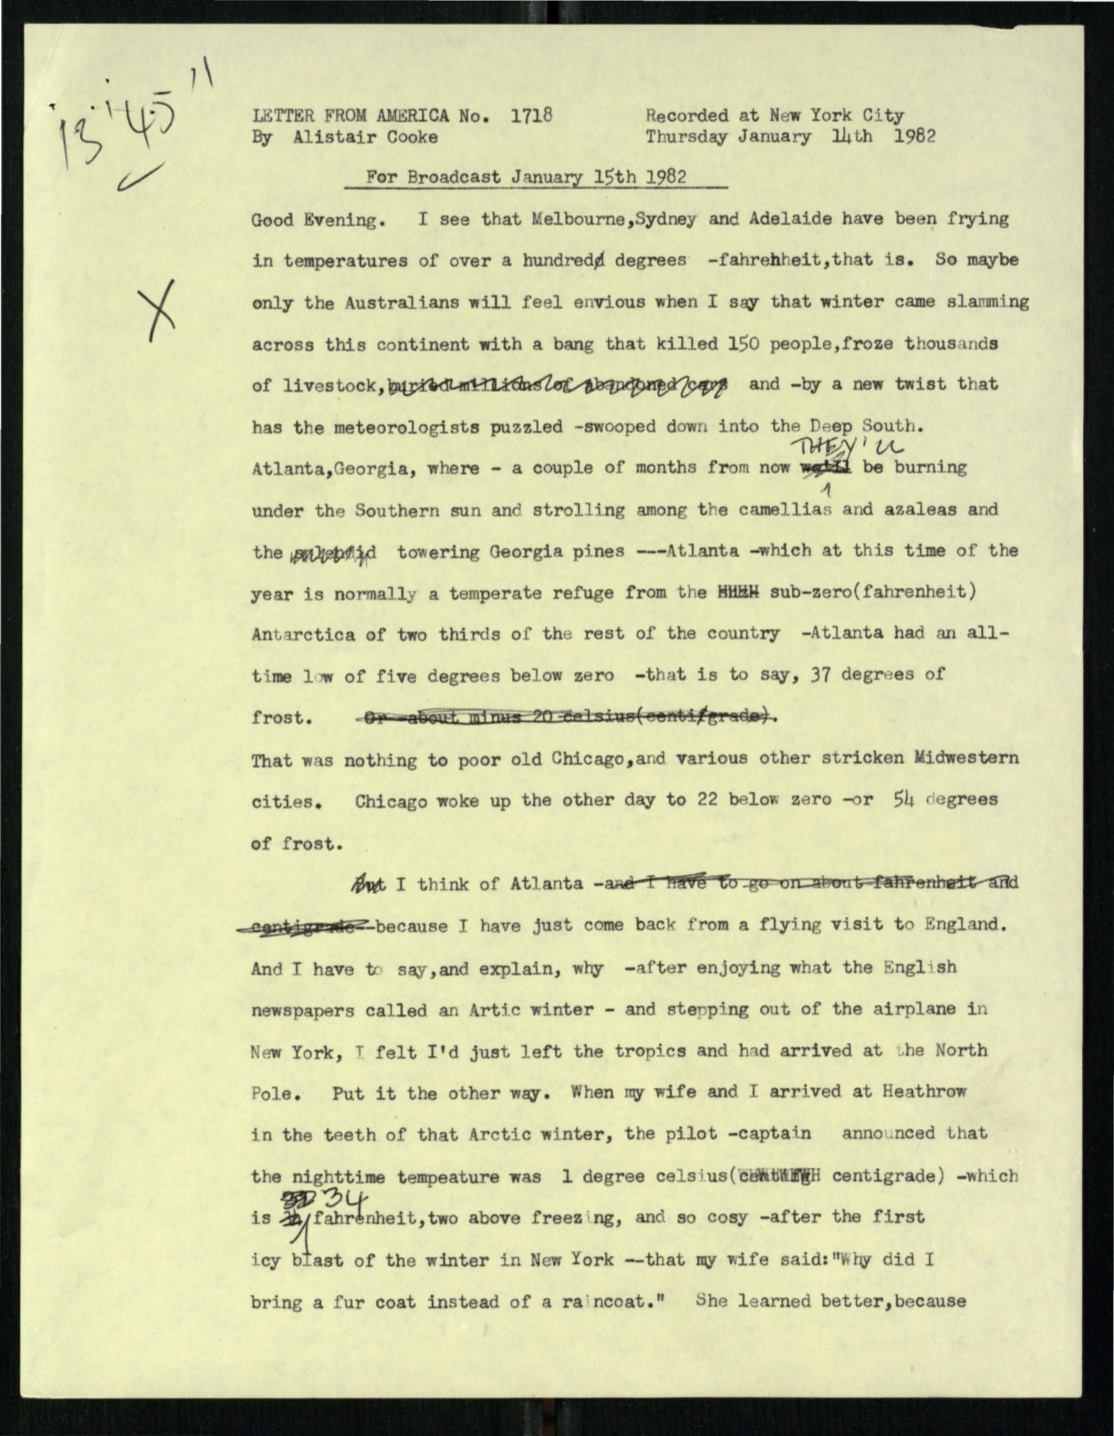 13'45"
LETTER FROM AMERICA No. 1718 Recorded at New York City
By Alistair Cooke Thursday January 14th 1982
For Broadcast January 15th 1982
Good Evening. I see that Melbourne,Sydney and Adelaide have been frying
in temperatures of over a hundred degrees -fahrehheit,that is. So maybe
only the Australians will feel envious when I say that winter came slamming
across this continent with a bang that killed 150 people,froze thousands
of livestock,buried millions of abandoned cars and -by a new twist that
has the meteorologists puzzled -swooped down into the Deep South.
THEY'LL
Atlanta,Georgia, where - a couple of months from now be burning
under the Southern sun and strolling among the camellias and azaleas and
the towering Georgia pines ---Atlanta -which at this time of the
year is normally a temperate refuge from the sub-zero(fahrenheit)
Antarctica of two thirds of the rest of the country -Atlanta had an all-
time low of five degrees below zero -that is to say, 37 degrees of
frost. Or -about minus 20 celsius(centigrade).
That was nothing to poor old Chicago,and various other stricken Midwestern
cities. Chicago woke up the other day to 22 below zero -or 54 degrees
of frost.
But I think of Atlanta -and I have to go on about fahrenheit and
centigrade--because I have just come back from a flying visit to England.
And I have to say,and explain, why -after enjoying what the English
newspapers called an Artic winter - and stepping out of the airplane in
New York, I felt I'd just left the tropics and had arrived at the North
Pole. Put it the other way. When my wife and I arrived at Heathrow
in the teeth of that Arctic winter, the pilot -captain announced that
the nighttime tempeature was 1 degree celsius( centigrade) -which
34
is fahrenheit,two above freezing, and so cosy -after the first
icy blast of the winter in New York --that my wife said:"Why did I
bring a fur coat instead of a raincoat." She learned better,because